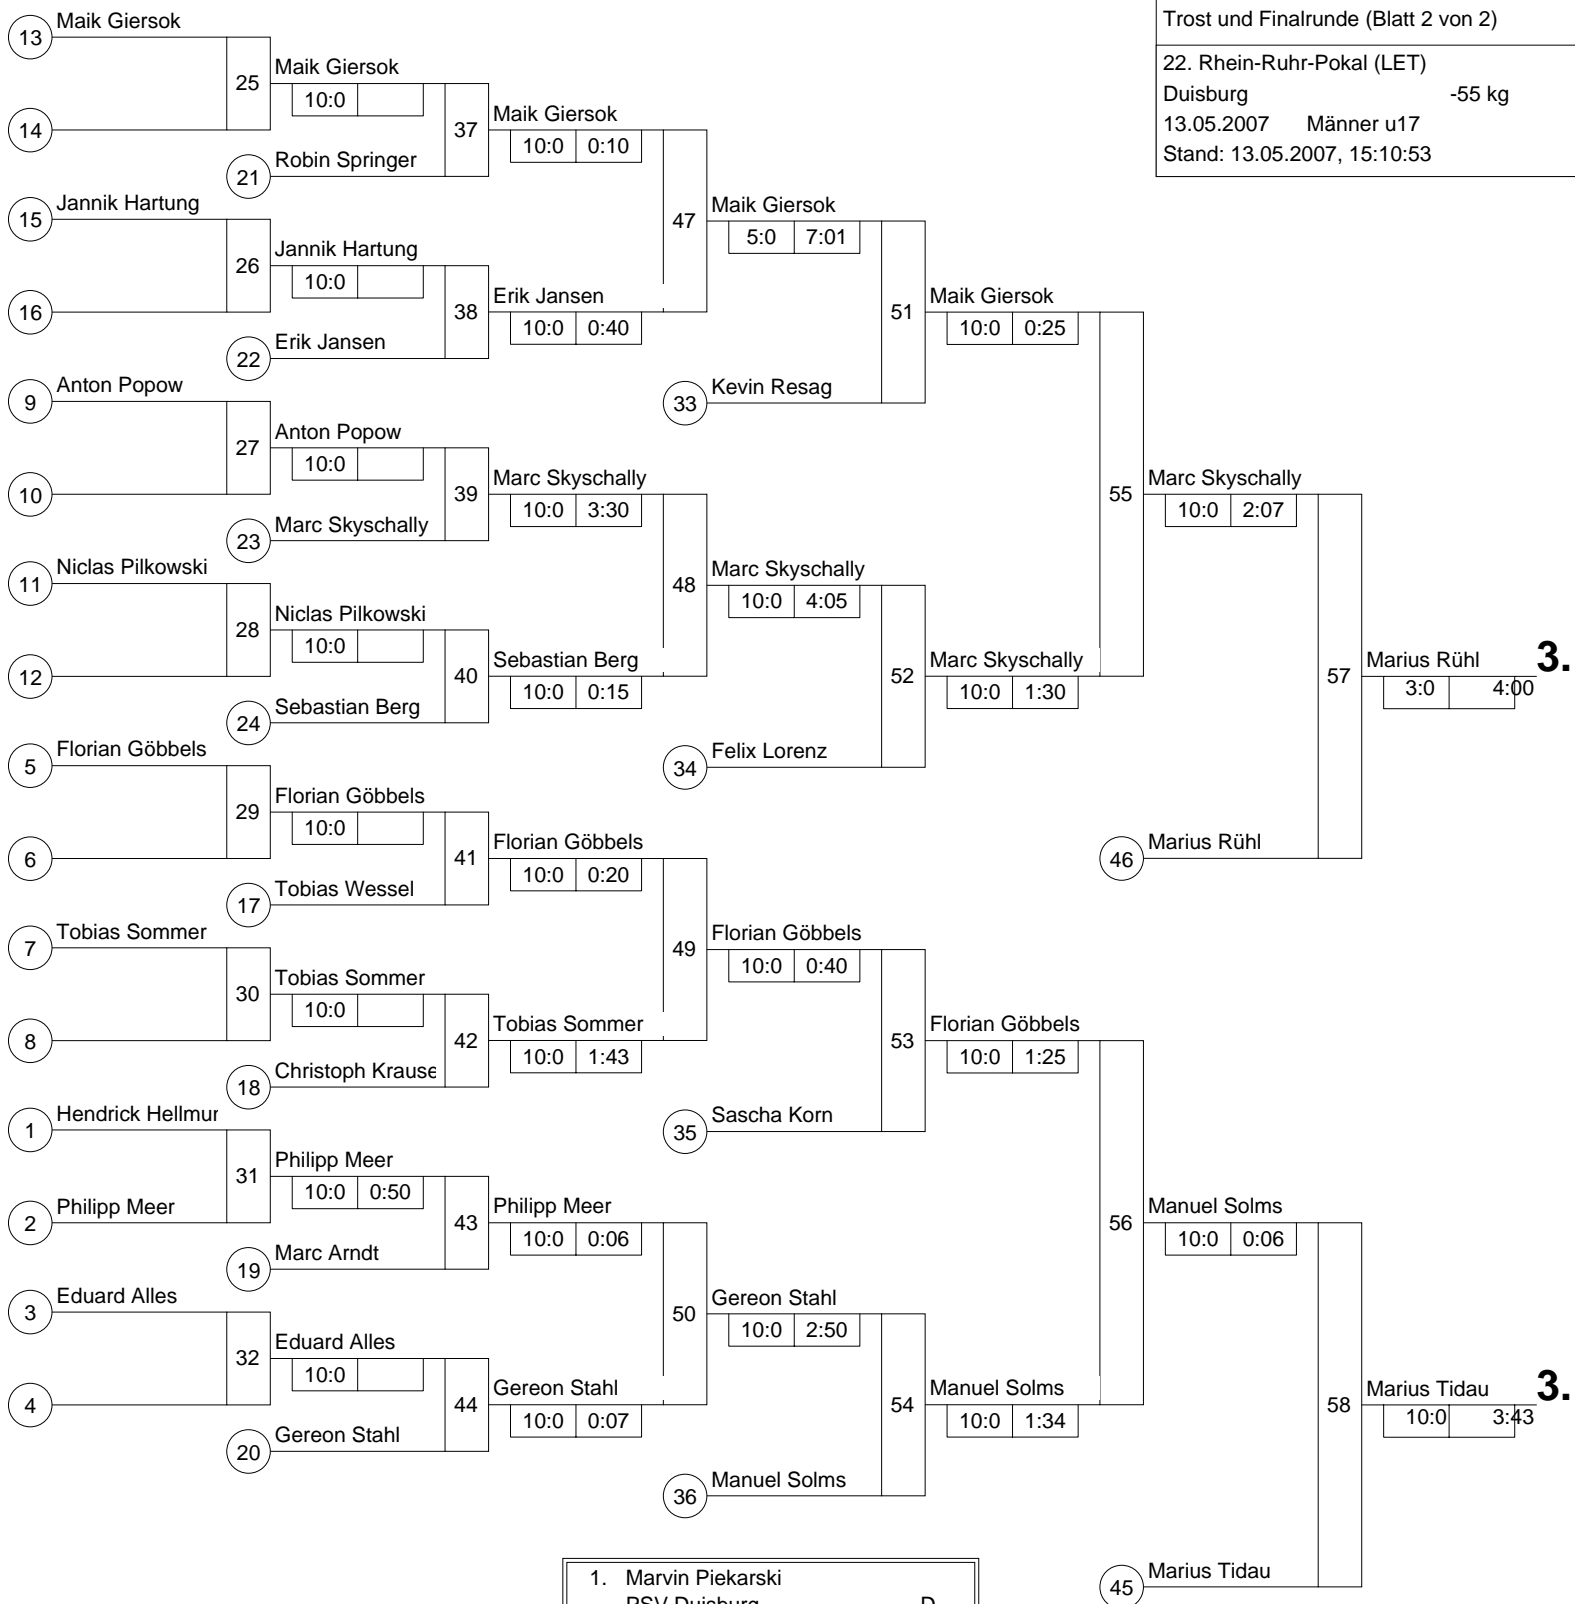 Trost und Finalrunde (Blatt 2 von 2)
22. Rhein-Ruhr-Pokal (LET)
Duisburg -55 kg
13.05.2007 Männer u17
Stand: 13.05.2007, 15:10:53
13 Maik Giersok
14
25
Maik Giersok
10:0
21 Robin Springer
37
Maik Giersok
10:0 0:10
15 Jannik Hartung
16
26
Jannik Hartung
10:0
22 Erik Jansen
38
Erik Jansen
10:0 0:40
47
Maik Giersok
5:0 7:01
33 Kevin Resag
51
Maik Giersok
10:0 0:25
9 Anton Popow
10
27
Anton Popow
10:0
23 Marc Skyschally
39
Marc Skyschally
10:0 3:30
11 Niclas Pilkowski
12
28
Niclas Pilkowski
10:0
24 Sebastian Berg
40
Sebastian Berg
10:0 0:15
48
Marc Skyschally
10:0 4:05
34 Felix Lorenz
52
Marc Skyschally
10:0 1:30
55
Marc Skyschally
10:0 2:07
46 Marius Rühl
57
Marius Rühl 3.
3:0 4:00
5 Florian Göbbels
6
29
Florian Göbbels
10:0
17 Tobias Wessel
41
Florian Göbbels
10:0 0:20
7 Tobias Sommer
8
30
Tobias Sommer
10:0
18 Christoph Krause
42
Tobias Sommer
10:0 1:43
49
Florian Göbbels
10:0 0:40
35 Sascha Korn
53
Florian Göbbels
10:0 1:25
1 Hendrick Hellmur
2 Philipp Meer
31
Philipp Meer
10:0 0:50
19 Marc Arndt
43
Philipp Meer
10:0 0:06
3 Eduard Alles
4
32
Eduard Alles
10:0
20 Gereon Stahl
44
Gereon Stahl
10:0 0:07
50
Gereon Stahl
10:0 2:50
36 Manuel Solms
54
Manuel Solms
10:0 1:34
56
Manuel Solms
10:0 0:06
45 Marius Tidau
58
Marius Tidau 3.
10:0 3:43
1. Marvin Piekarski
PSV Duisburg D